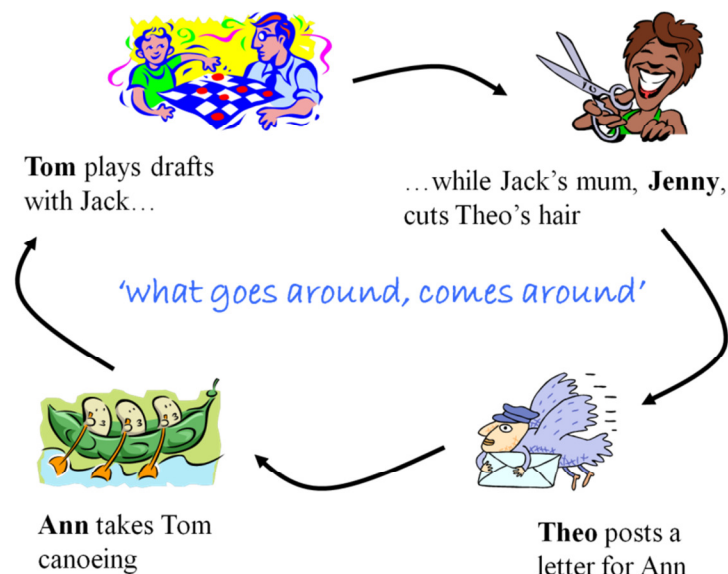 Tom plays drafts
with Jack…
…while Jack’s mum, Jenny,
cuts Theo’s hair
‘what goes around, comes around’
Ann takes Tom
canoeing
Theo posts a
letter for Ann